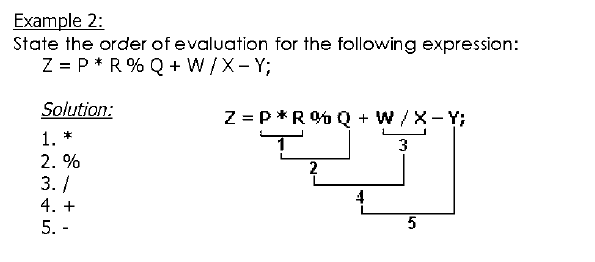 Example 2:
State the order of evaluation for the following expression:
Z = P * R % Q + W / X – Y;
Solution:
1. *
2. %
3. /
4. +
5. -
Z = P * R % Q + W / X – Y;
1
3
2
4
5